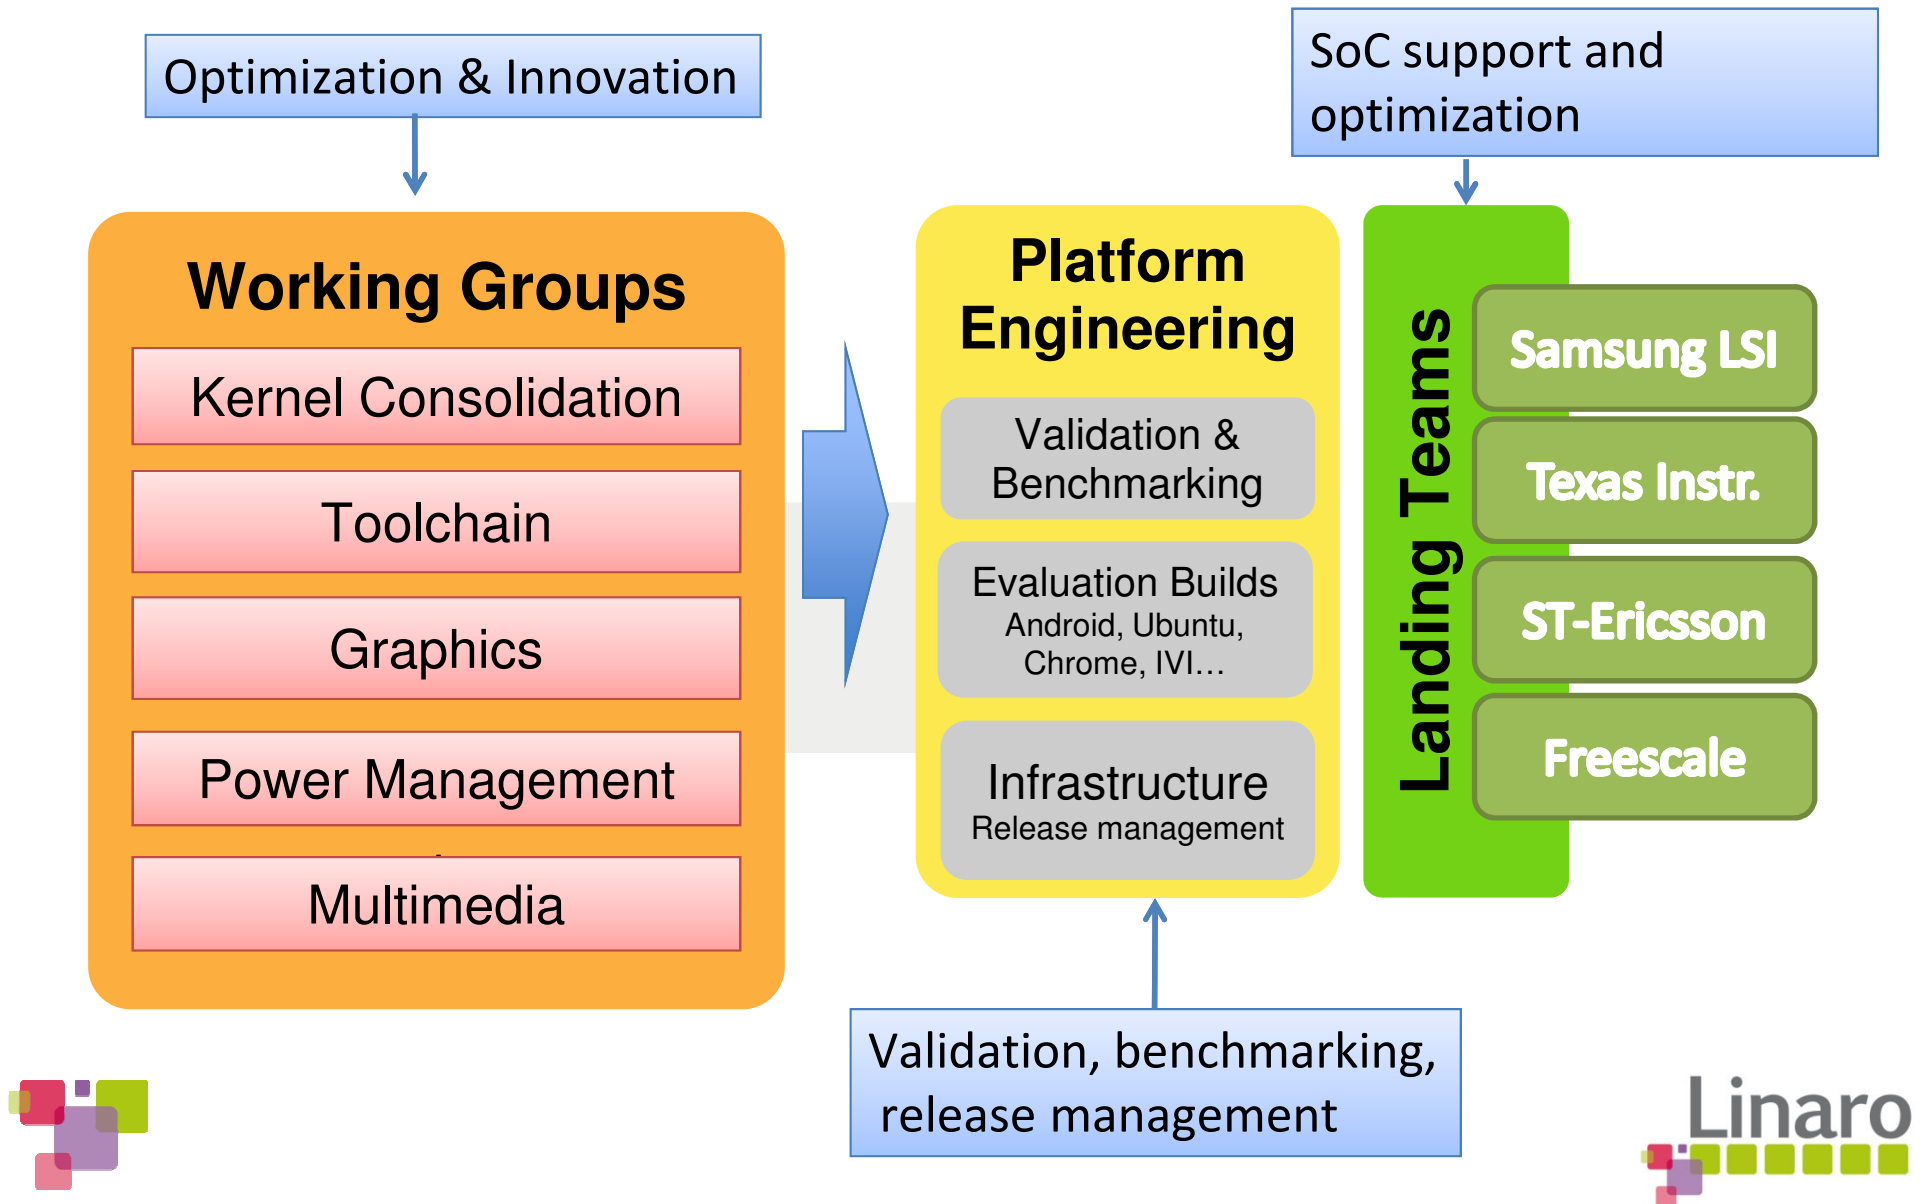 Optimization & Innovation
SoC support and
optimization
Working Groups
Kernel Consolidation
Toolchain
Graphics
Power Management
Multimedia
Platform
Engineering
Validation &
Benchmarking
Evaluation Builds
Android, Ubuntu,
Chrome, IVI…
Infrastructure
Release management
Landing Teams
Samsung LSI
Texas Instr.
ST-Ericsson
Freescale
Validation, benchmarking,
release management
Linaro